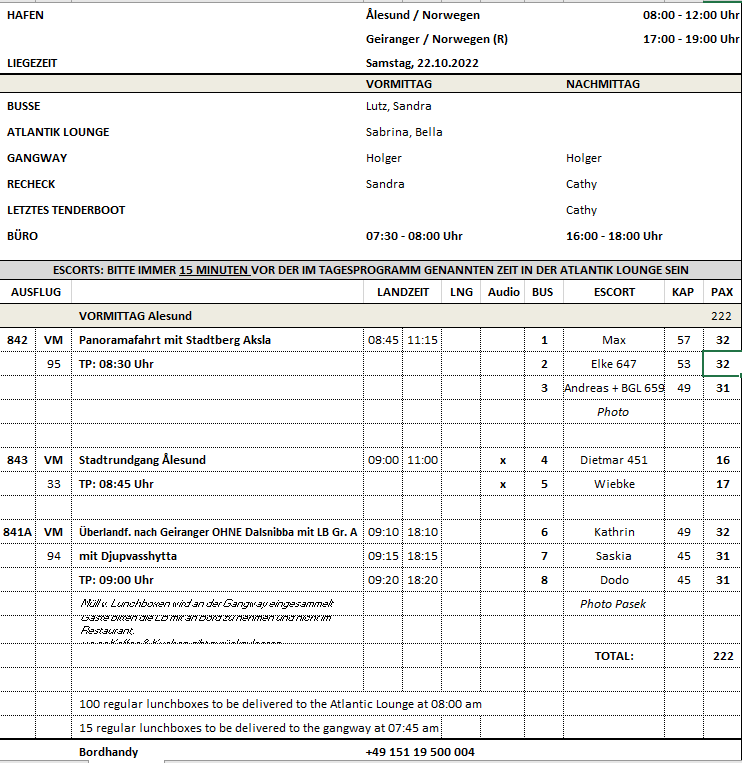 HAFEN Ålesund / Norwegen 08:00 - 12:00 Uhr
Geiranger / Norwegen (R) 17:00 - 19:00 Uhr
LIEGEZEIT Samstag, 22.10.2022
VORMITTAG NACHMITTAG
BUSSE Lutz, Sandra
ATLANTIK LOUNGE Sabrina, Bella
GANGWAY Holger Holger
RECHECK Sandra Cathy
LETZTES TENDERBOOT Cathy
BÜRO 07:30 - 08:00 Uhr 16:00 - 18:00 Uhr
ESCORTS: BITTE IMMER 15 MINUTEN VOR DER IM TAGESPROGRAMM GENANNTEN ZEIT IN DER ATLANTIK LOUNGE SEIN
AUSFLUG LANDZEIT LNG Audio BUS ESCORT KAP PAX
VORMITTAG Alesund 222
842 VM Panoramafahrt mit Stadtberg Aksla 08:45 11:15 1 Max 57 32
95 TP: 08:30 Uhr 2 Elke 647 53 32
3 Andreas + BGL 659 49 31
Photo
843 VM Stadtrundgang Ålesund 09:00 11:00 x 4 Dietmar 451 16
33 TP: 08:45 Uhr x 5 Wiebke 17
841A VM Überlandf. nach Geiranger OHNE Dalsnibba mit LB Gr. A 09:10 18:10 6 Kathrin 49 32
94 mit Djupvasshytta 09:15 18:15 7 Saskia 45 31
TP: 09:00 Uhr 09:20 18:20 8 Dodo 45 31
Müll v. Lunchboxen wird an der Gangway eingesammelt Photo Pasek
Gäste bitten die LB mit an Bord zu nehmen und nicht im
Restaurant,
TOTAL: 222
100 regular lunchboxes to be delivered to the Atlantic Lounge at 08:00 am
15 regular lunchboxes to be delivered to the gangway at 07:45 am
Bordhandy +49 151 19 500 004